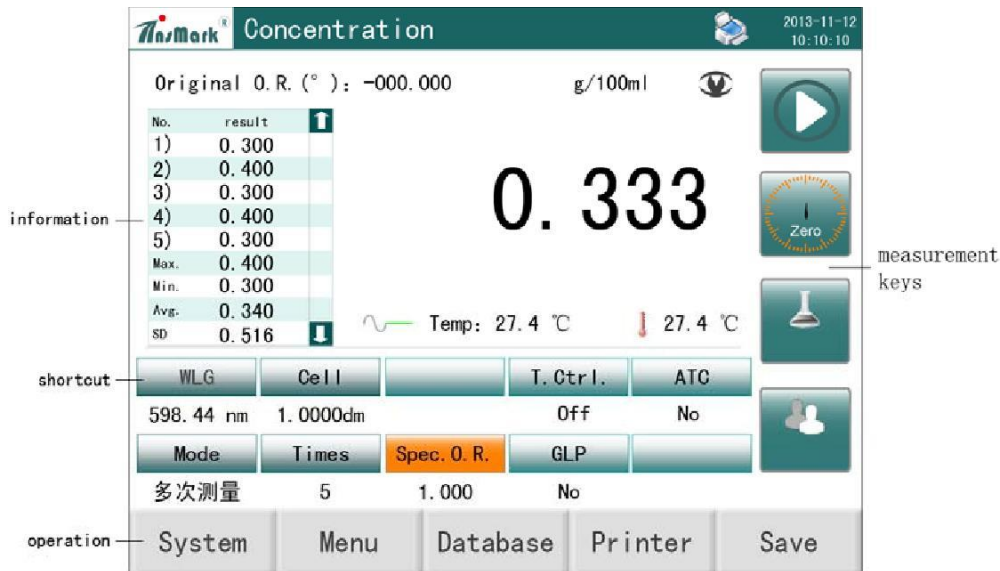 AnsMark® Concentration
2013-11-12
10:10:10
Original O.R.(°): -000.000 g/100ml
No. result
1) 0.300
2) 0.400
3) 0.300
4) 0.400
5) 0.300
Max. 0.400
Min. 0.300
Avg. 0.340
SD 0.516
0.333
Temp: 27.4 ℃ 27.4 ℃
Zero
information
measurement
keys
shortcut
WLG Cell T.Ctrl. ATC
598.44 nm 1.0000dm Off No
Mode Times Spec.O.R. GLP
多次测量 5 1.000 No
operation
System Menu Database Printer Save